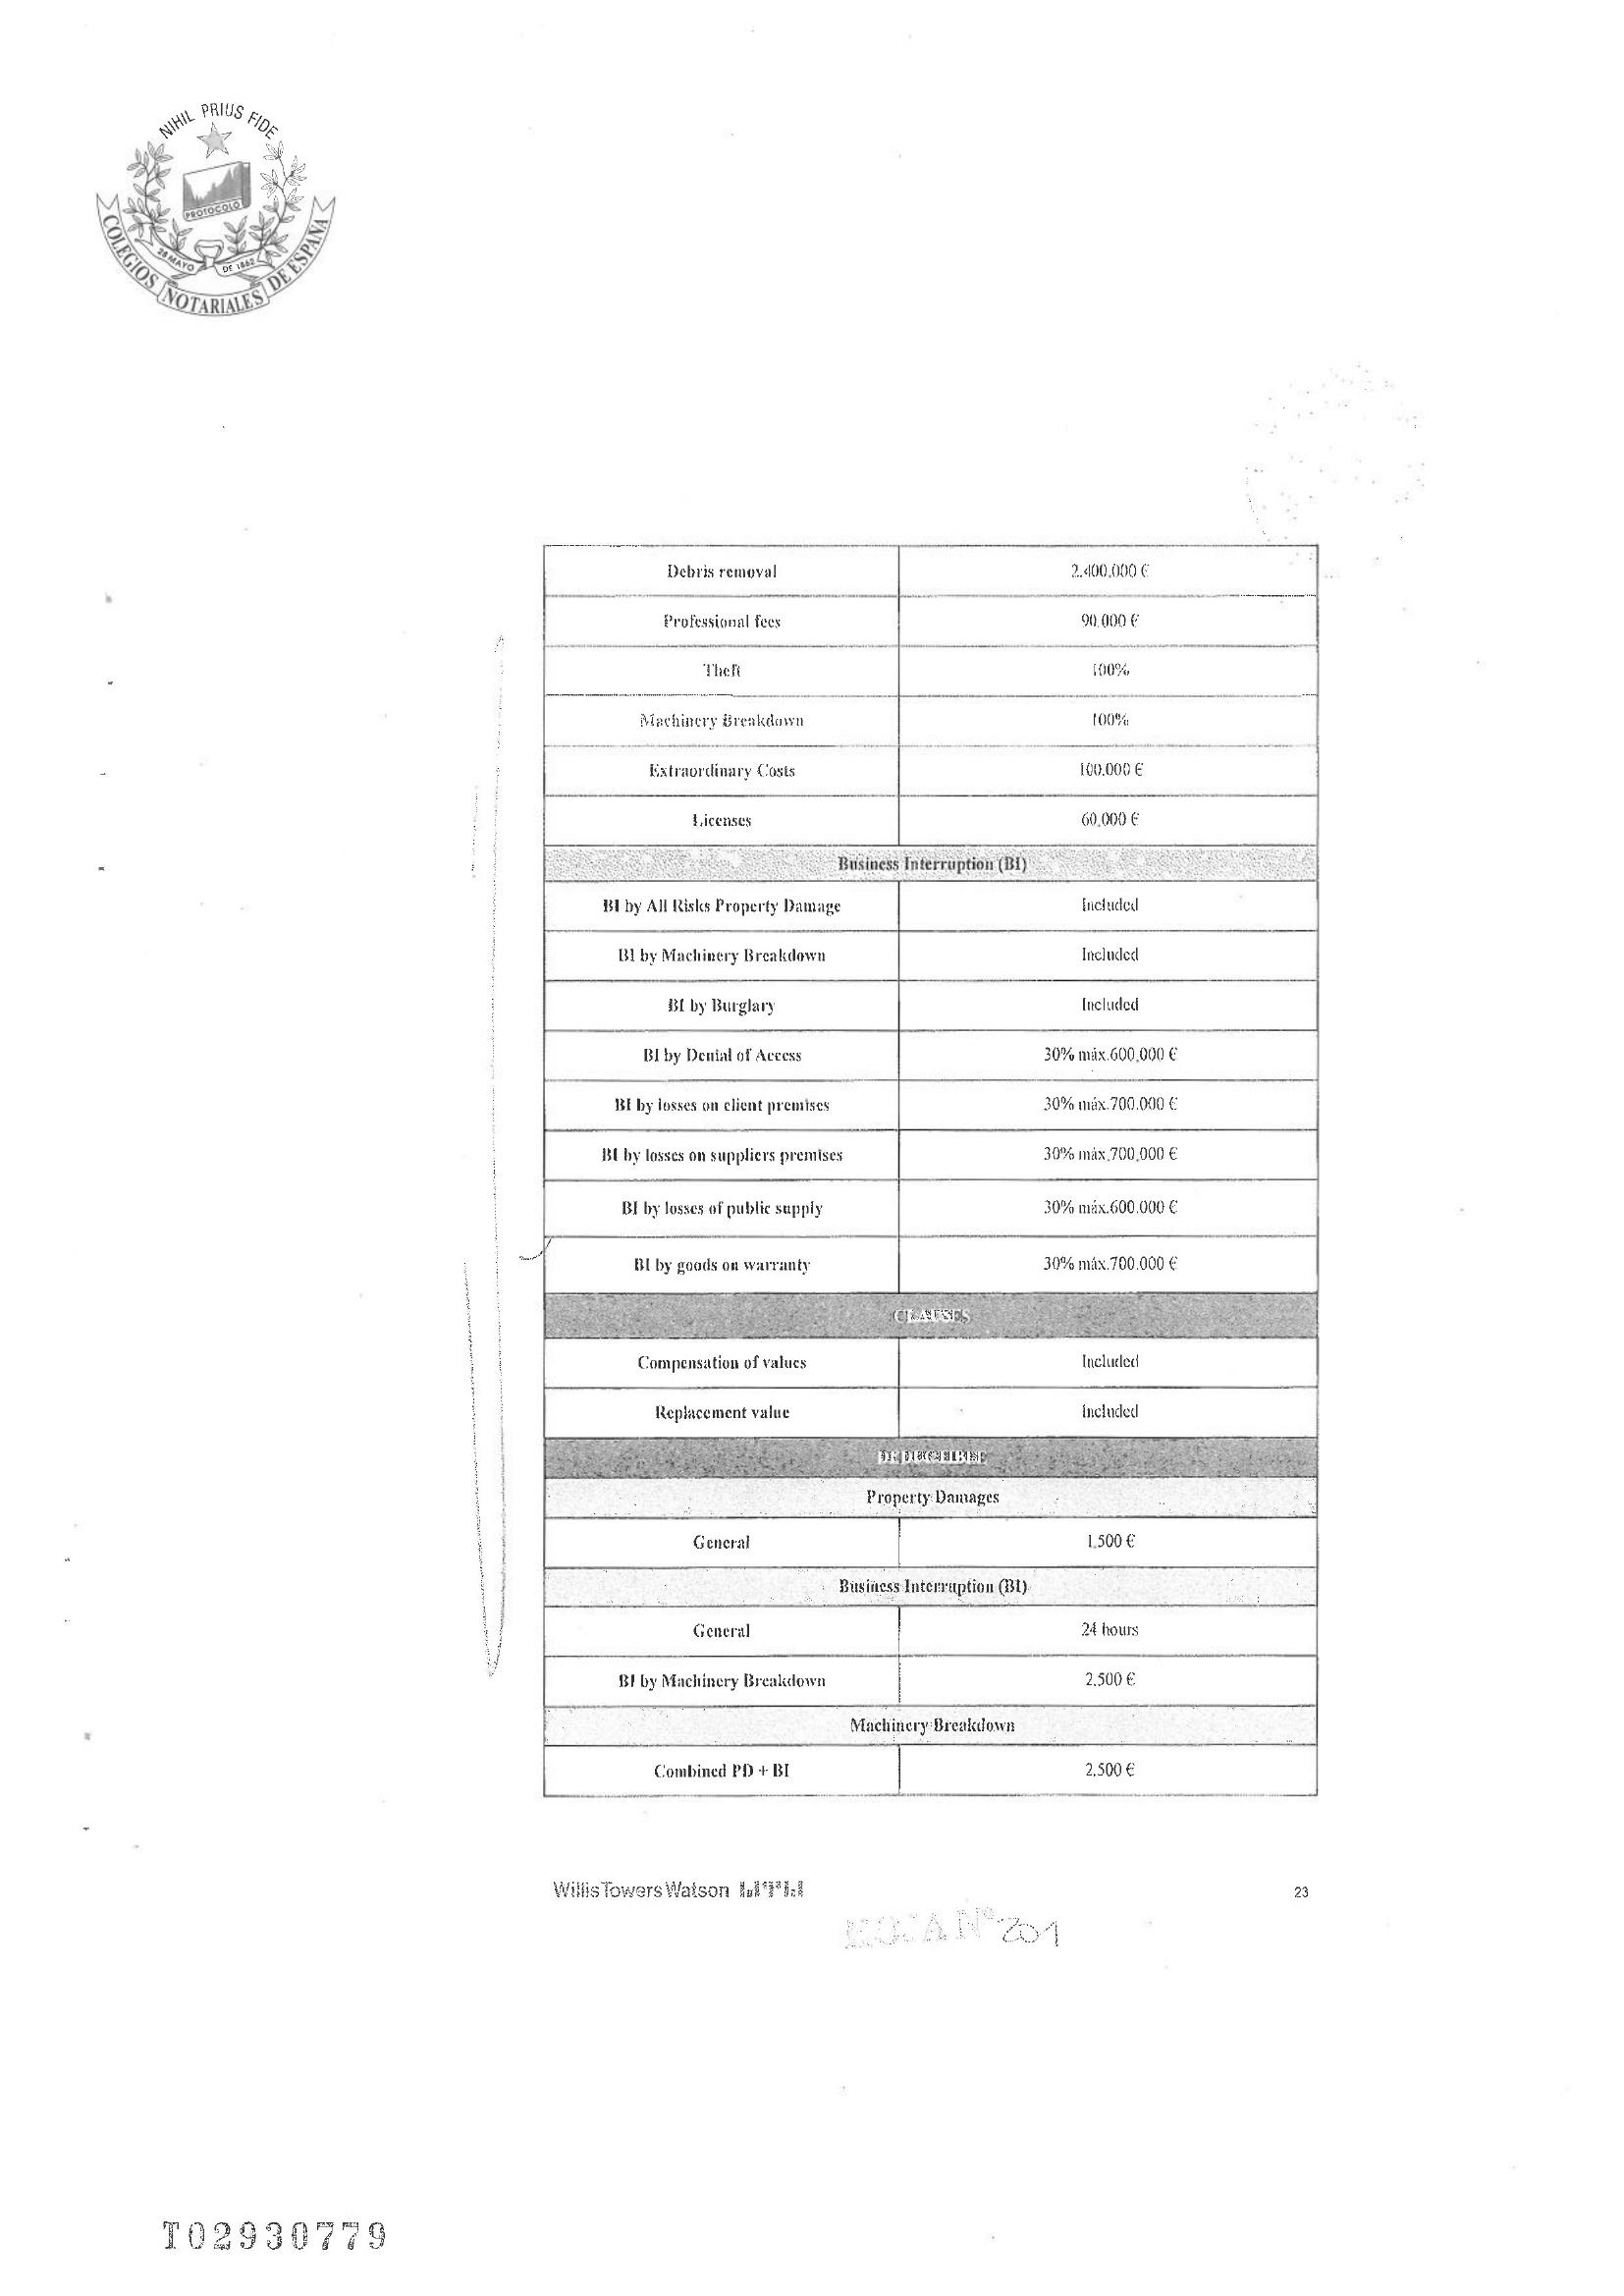 NIHIL PRIUS FIDE
PROTOCOLO
28 MAYO DE 1862
COLEGIOS NOTARIALES DE ESPAÑA
Debris removal 2.400.000 €
Professional fees 90.000 €
Theft 100%
Machinery Breakdown 100%
Extraordinary Costs 100.000 €
Licenses 60.000 €
Business Interruption (BI)
BI by All Risks Property Damage Included
BI by Machinery Breakdown Included
BI by Burglary Included
BI by Denial of Access 30% máx.600.000 €
BI by losses on client premises 30% máx.700.000 €
BI by losses on suppliers premises 30% máx.700.000 €
BI by losses of public supply 30% máx.600.000 €
BI by goods on warranty 30% máx.700.000 €
CLAUSES
Compensation of values Included
Replacement value Included
Property Damages
General 1.500 €
Business Interruption (BI)
General 24 hours
BI by Machinery Breakdown 2.500 €
Machinery Breakdown
Combined PD + BI 2.500 €
Willis Towers Watson
23
HOJA Nº 201
T02930779